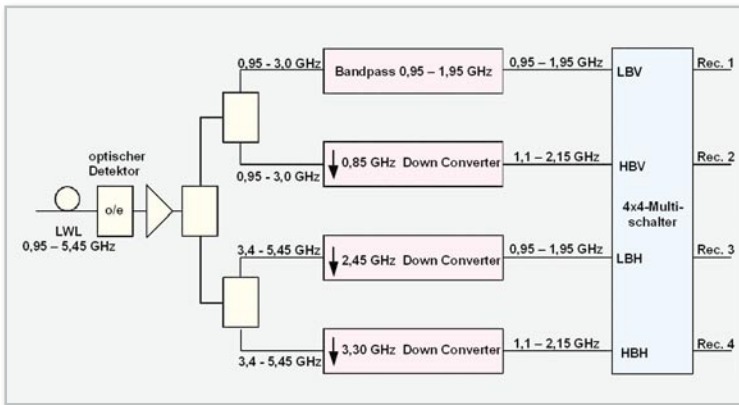 0,95 - 3,0 GHz
Bandpass 0,95 – 1,95 GHz
0,95 – 1,95 GHz
LBV
Rec. 1
optischer
Detektor
o/e
LWL
0,95 – 5,45 GHz
0,95 - 3,0 GHz
0,85 GHz Down Converter
1,1 – 2,15 GHz
HBV
Rec. 2
4x4-Multi-
schalter
3,4 - 5,45 GHz
2,45 GHz Down Converter
0,95 – 1,95 GHz
LBH
Rec. 3
3,4 - 5,45 GHz
3,30 GHz Down Converter
1,1 – 2,15 GHz
HBH
Rec. 4